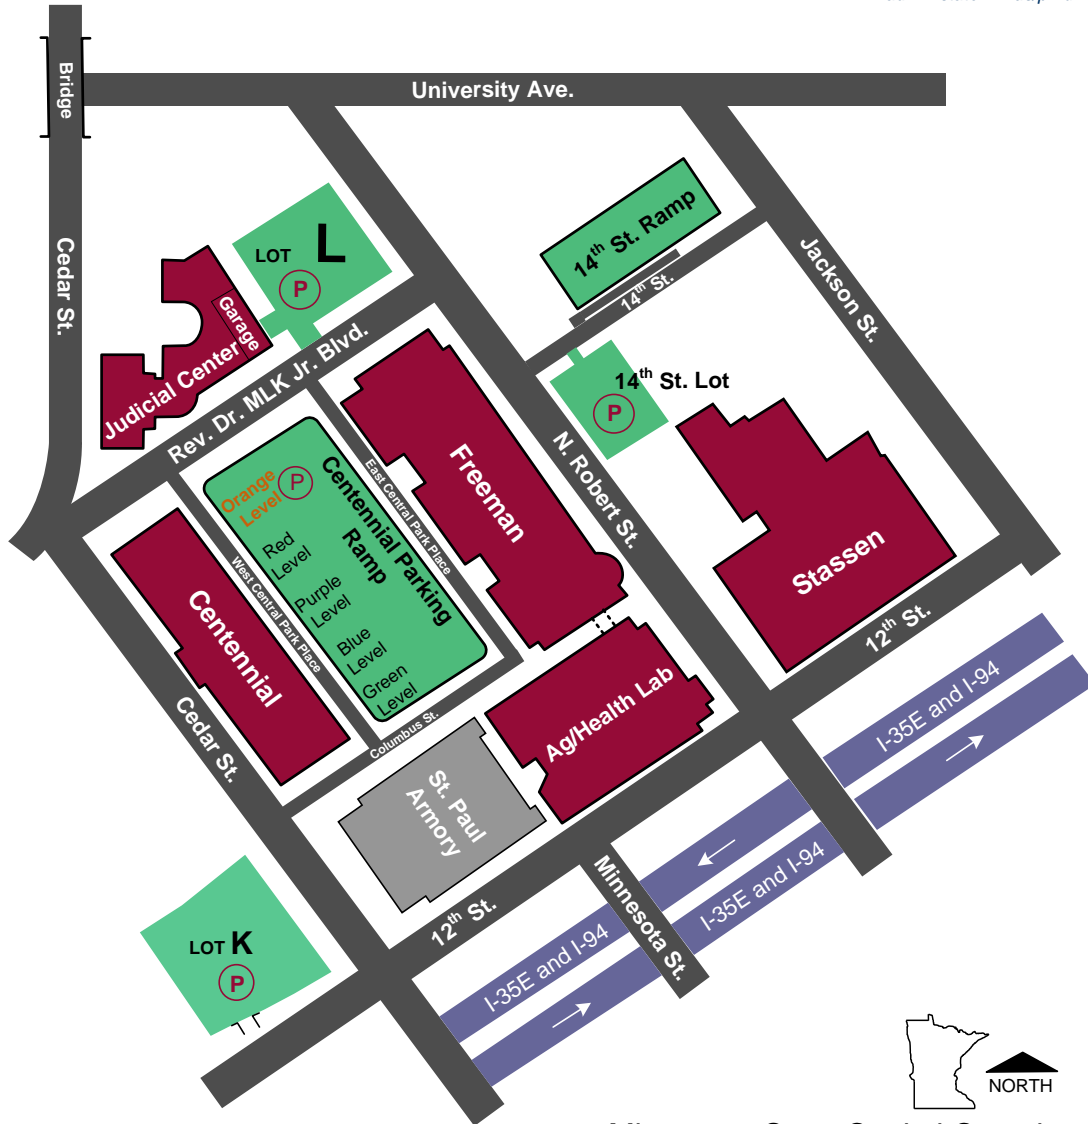 Bridge
University Ave.
Cedar St.
LOT L
P
Garage
Judicial Center
Rev. Dr. MLK Jr. Blvd.
14th St. Ramp
14th St.
Jackson St.
14th St. Lot
P
N. Robert St.
Freeman
East Central Park Place
Centennial Parking
Ramp
Orange
Level
P
Red
Level
Purple
Level
Blue
Level
Green
Level
West Central Park Place
Centennial
Cedar St.
Columbus St.
Stassen
12th St.
Ag/Health Lab
St. Paul
Armory
I-35E and I-94
I-35E and I-94
I-35E and I-94
Minnesota St.
12th St.
LOT K
P
NORTH